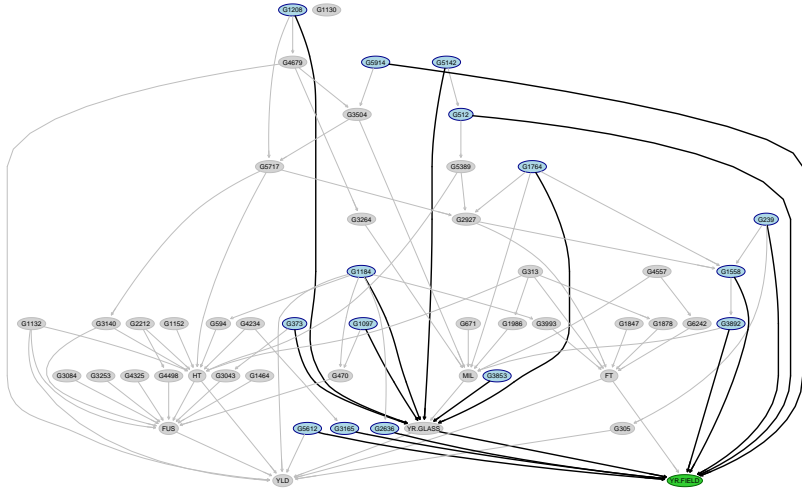 G1208 G1130
G4679 G5914 G5142
G3504 G512
G5717 G5389 G1764
G3264 G2927 G239
G1184 G313 G4557 G1558
G1132 G3140 G2212 G1152 G594 G4234 G373 G1097 G671 G1986 G3993 G1847 G1878 G6242 G3892
G3084 G3253 G4325 G4498 HT G3043 G1464 G470 MIL G3853 FT
FUS G5612 G3165 G2636 YR.GLASS G305
YLD YR.FIELD